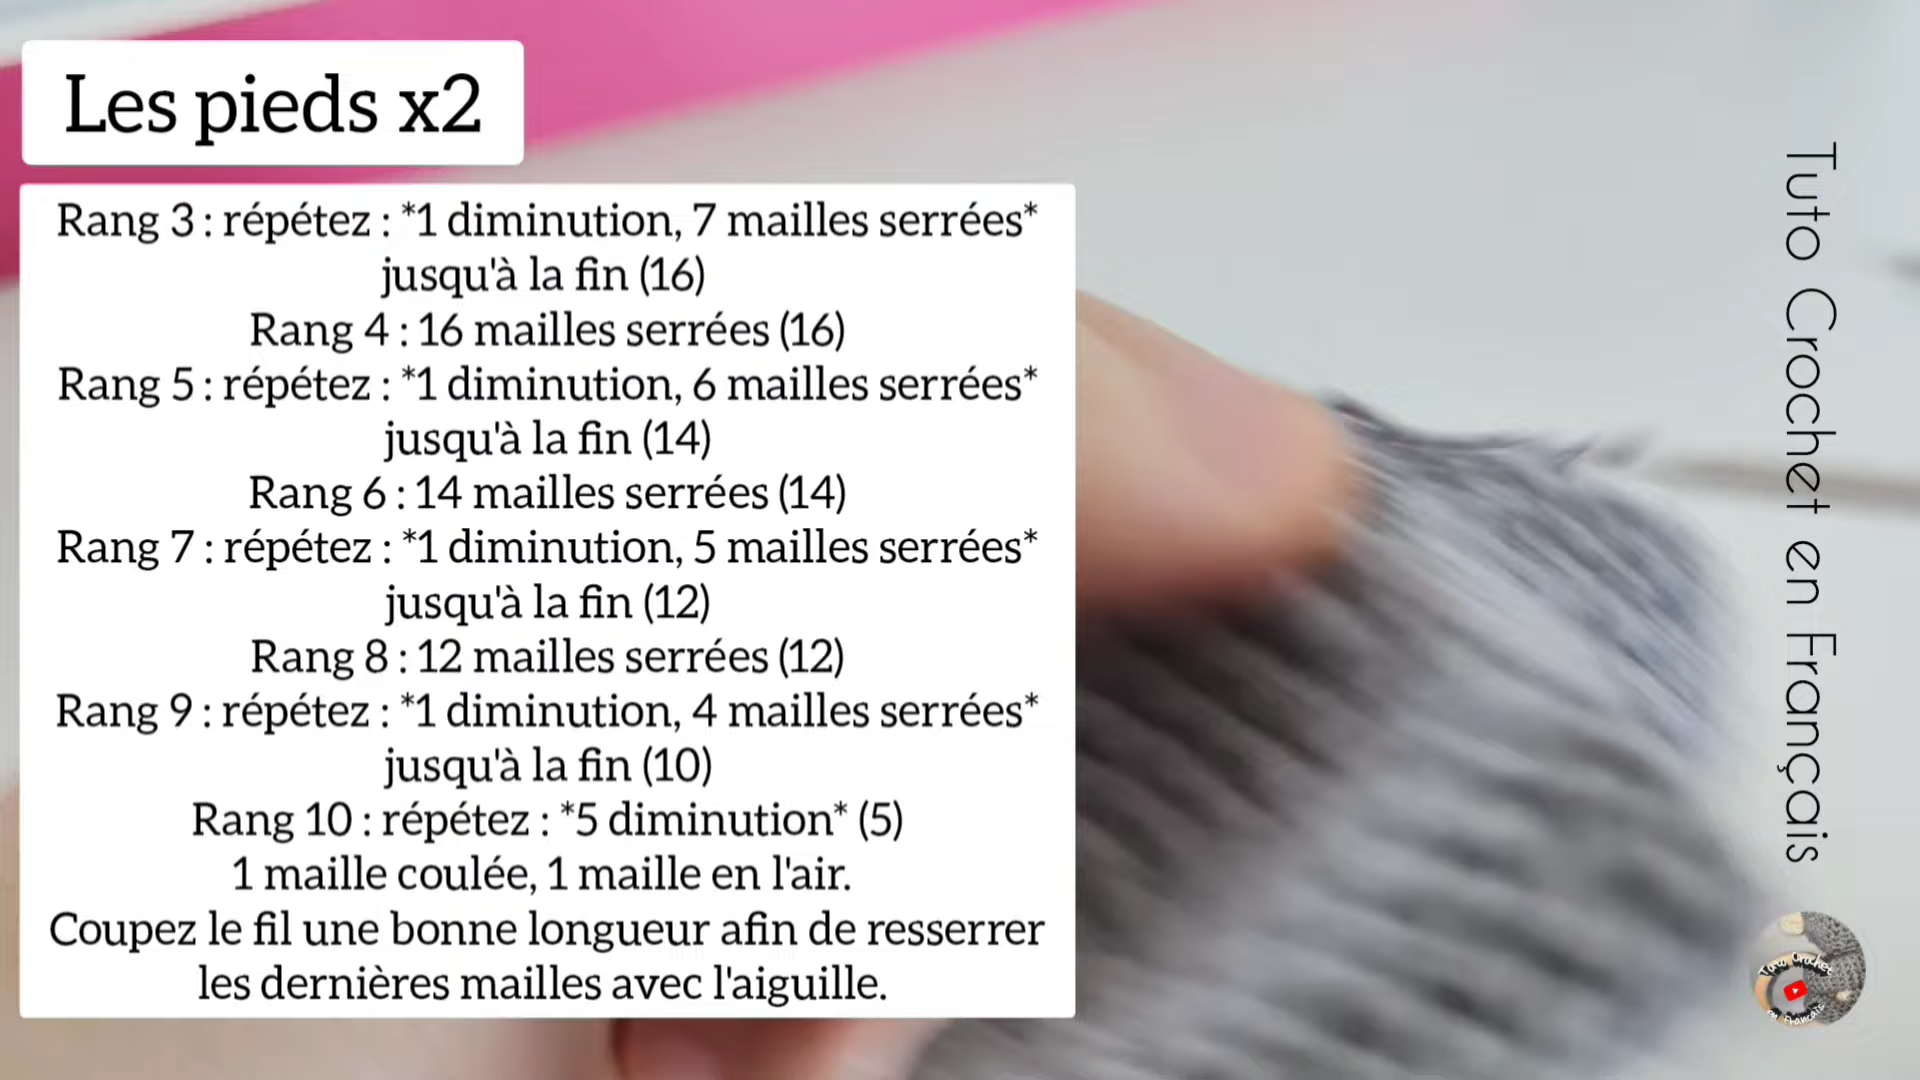 Les pieds x2
Rang 3 : répétez : *1 diminution, 7 mailles serrées*
jusqu'à la fin (16)
Rang 4 : 16 mailles serrées (16)
Rang 5 : répétez : *1 diminution, 6 mailles serrées*
jusqu'à la fin (14)
Rang 6 : 14 mailles serrées (14)
Rang 7 : répétez : *1 diminution, 5 mailles serrées*
jusqu'à la fin (12)
Rang 8 : 12 mailles serrées (12)
Rang 9 : répétez : *1 diminution, 4 mailles serrées*
jusqu'à la fin (10)
Rang 10 : répétez : *5 diminution* (5)
1 maille coulée, 1 maille en l'air.
Coupez le fil une bonne longueur afin de resserrer
les dernières mailles avec l'aiguille.
Tuto Crochet en Français
Crochet
en Français